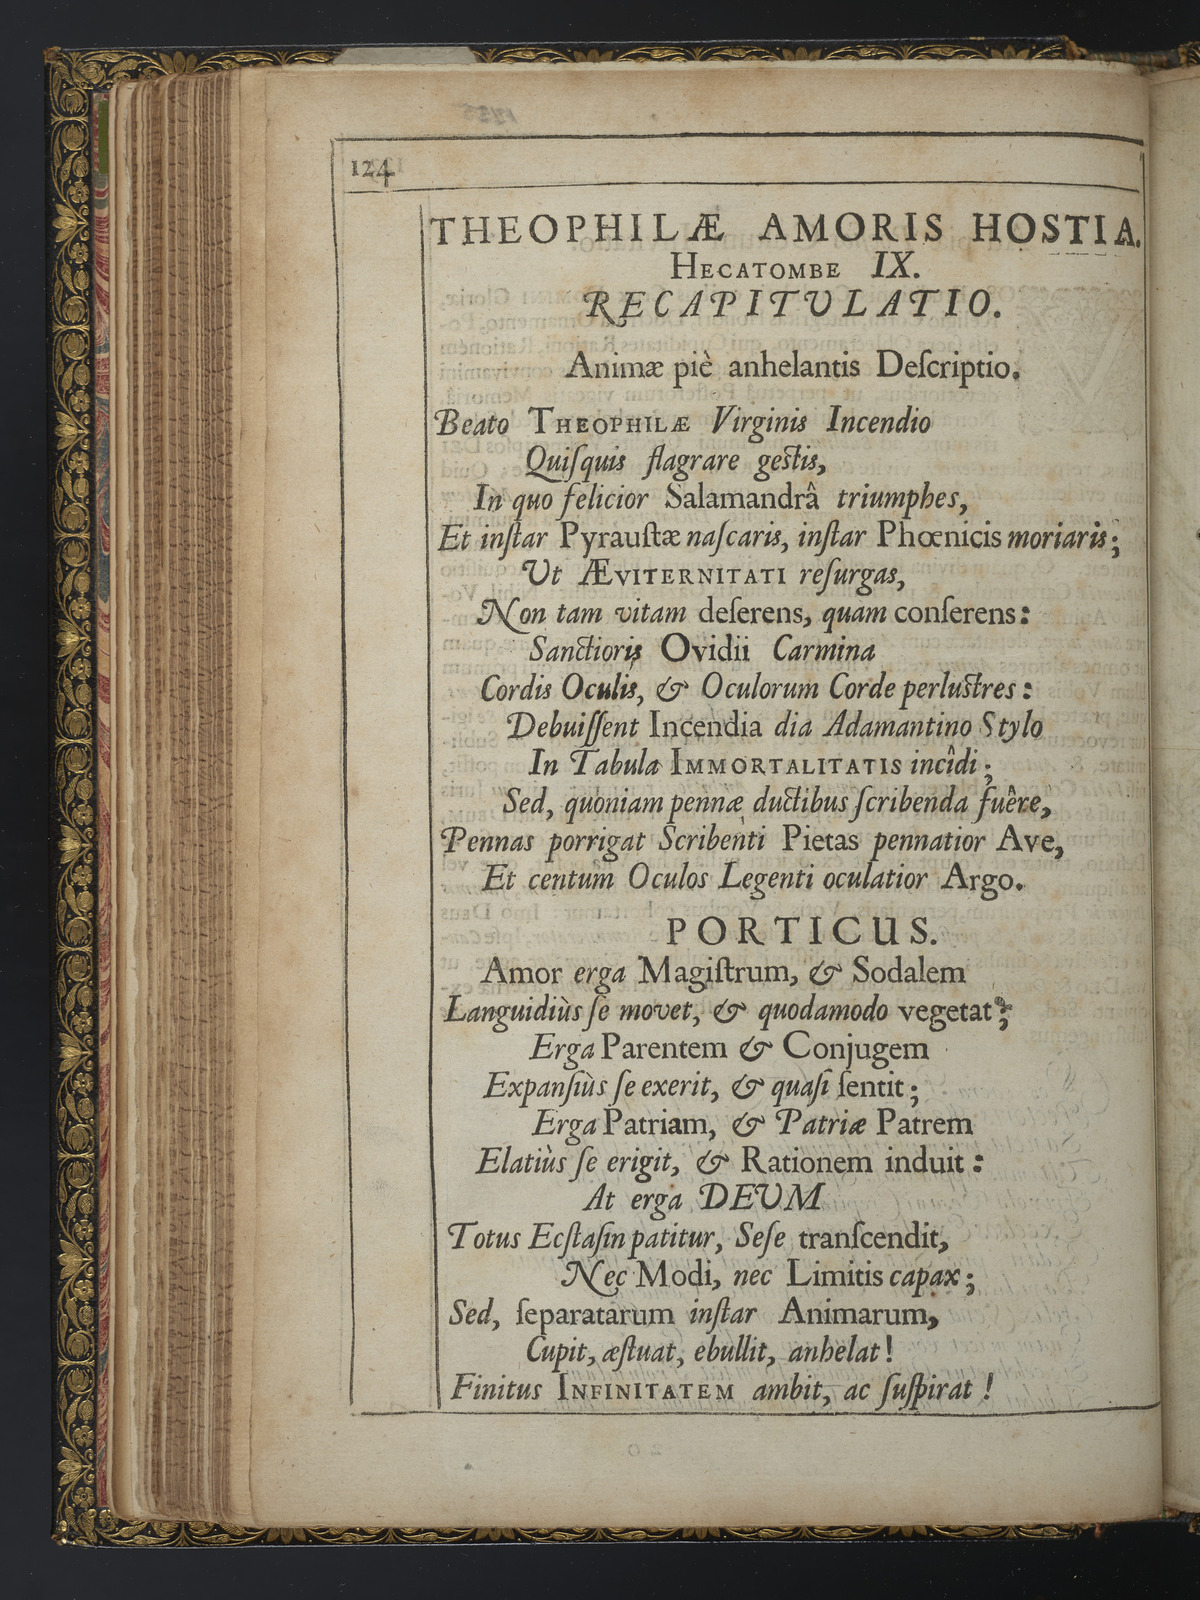 124
THEOPHILÆ AMORIS HOSTIA.
HECATOMBE IX.
RECAPITULATIO.
Animæ piè anhelantis Deſcriptio.
Beato THEOPHILÆ Virginis Incendio
Quiſquis flagrare geſtis,
In quo felicior Salamandrâ triumphes,
Et inſtar Pyrauſtæ naſcaris, inſtar Phœnicis moriaris;
Ut ÆVITERNITATI reſurgas,
Non tam vitam deſerens, quam conſerens:
Sanctioris Ovidii Carmina
Cordis Oculis, & Oculorum Corde perluſtres:
Debuiſſent Incendia dia Adamantino Stylo
In Tabula IMMORTALITATIS incîdi;
Sed, quoniam pennæ ductibus ſcribenda fuêre,
Pennas porrigat Scribenti Pietas pennatior Ave,
Et centum Oculos Legenti oculatior Argo.
PORTICUS.
Amor erga Magiſtrum, & Sodalem
Languidiùs ſe movet, & quodamodo vegetat;
Erga Parentem & Conjugem
Expanſiùs ſe exerit, & quaſi ſentit;
Erga Patriam, & Patriæ Patrem
Elatiùs ſe erigit, & Rationem induit:
At erga DEUM
Totus Ecſtaſin patitur, Seſe tranſcendit,
Nec Modi, nec Limitis capax;
Sed, ſeparatarum inſtar Animarum,
Cupit, æſtuat, ebullit, anhelat!
Finitus INFINITATEM ambit, ac ſuſpirat!